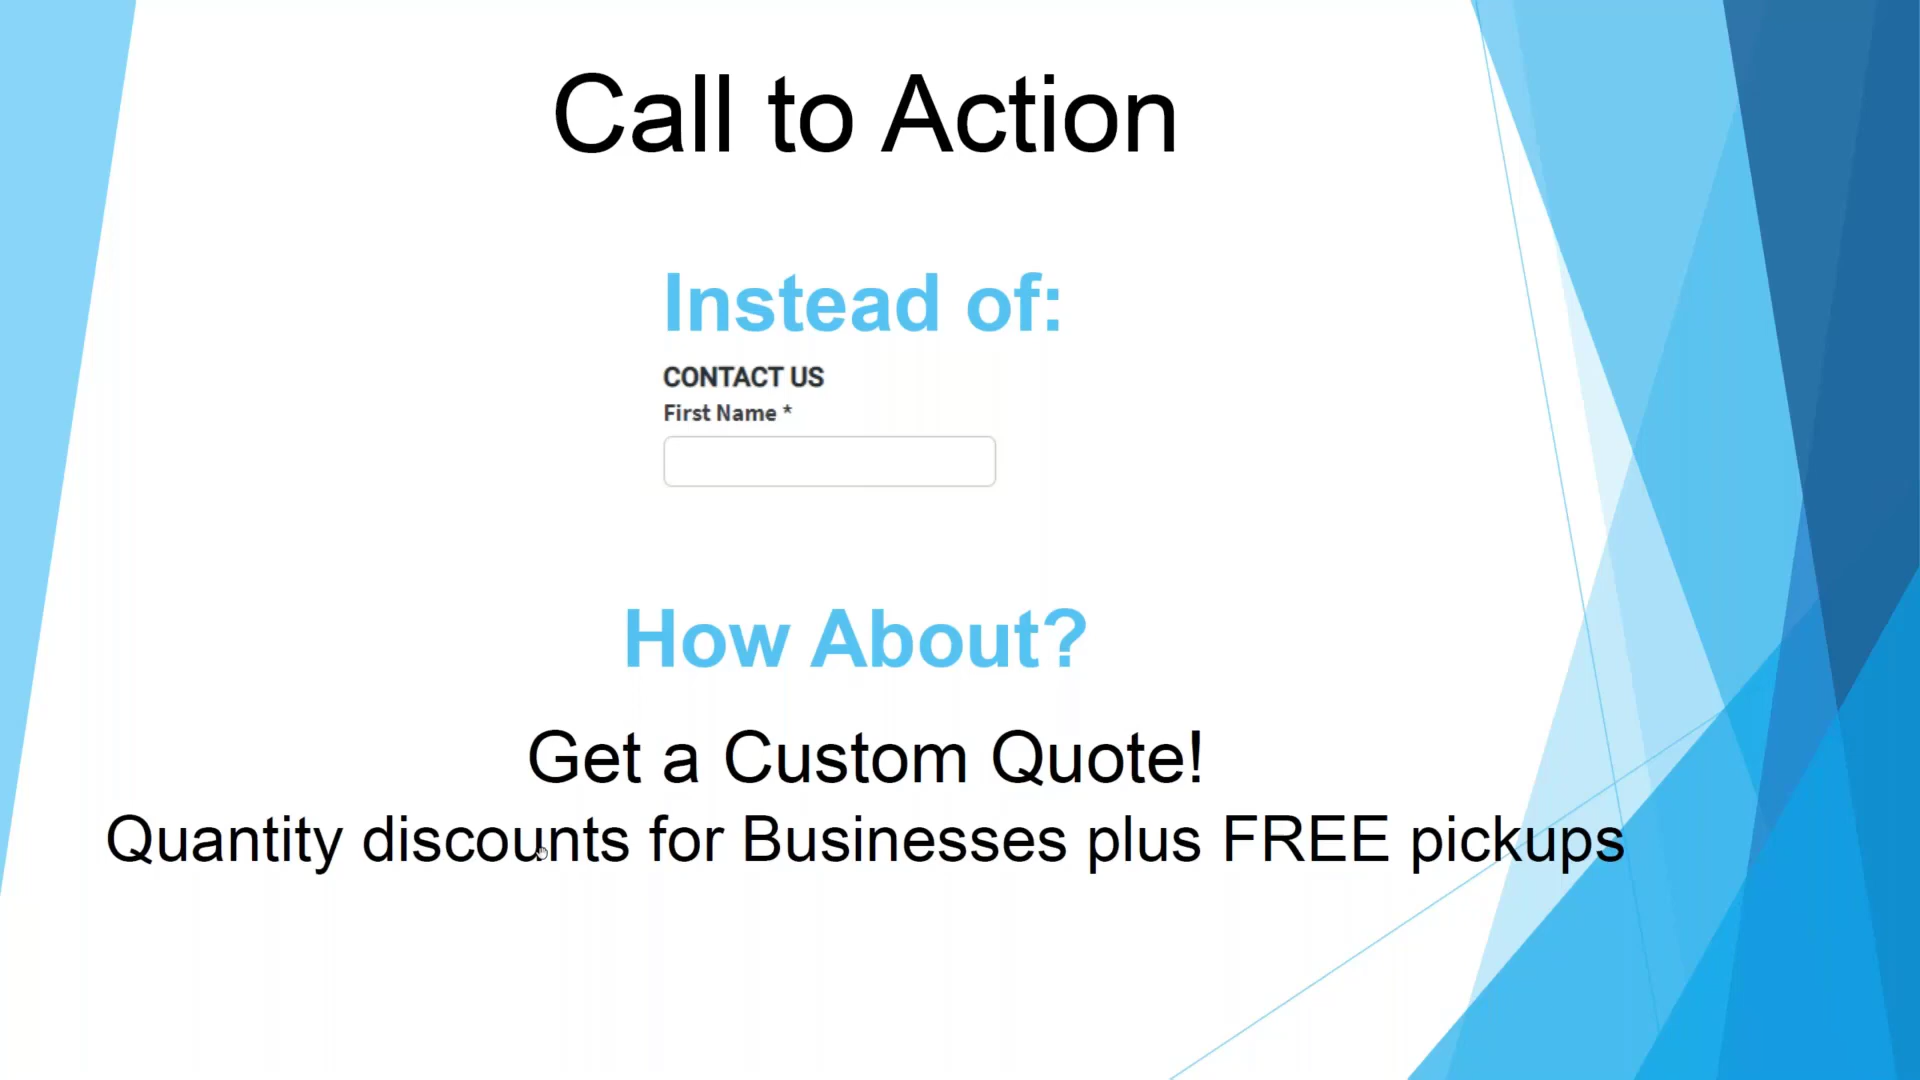 Call to Action
Instead of:
CONTACT US
First Name *
How About?
Get a Custom Quote!
Quantity discounts for Businesses plus FREE pickups